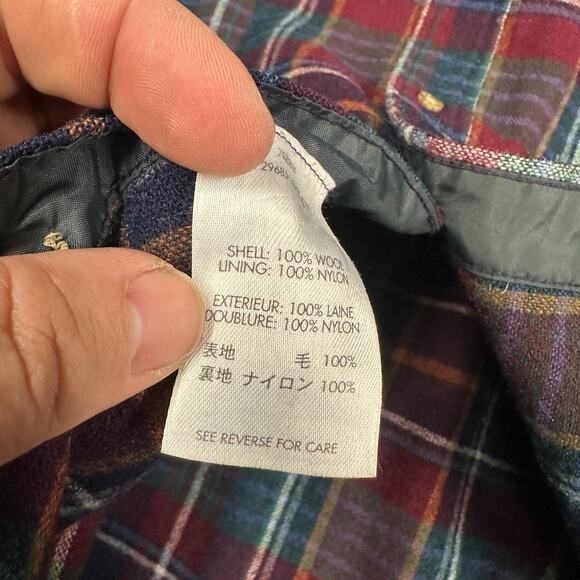 SHELL: 100% WOOL
LINING: 100% NYLON
EXTERIEUR: 100% LAINE
DOUBLURE: 100% NYLON
表地 毛 100%
裏地 ナイロン 100%
SEE REVERSE FOR CARE